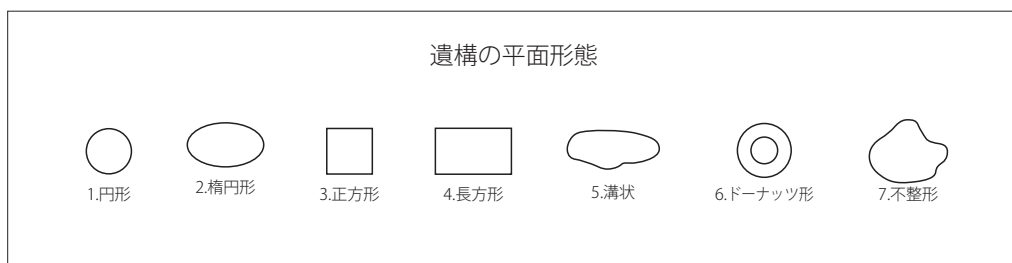 遺構の平面形態
1.円形
2.楕円形
3.正方形
4.長方形
5.溝状
6.ドーナッツ形
7.不整形